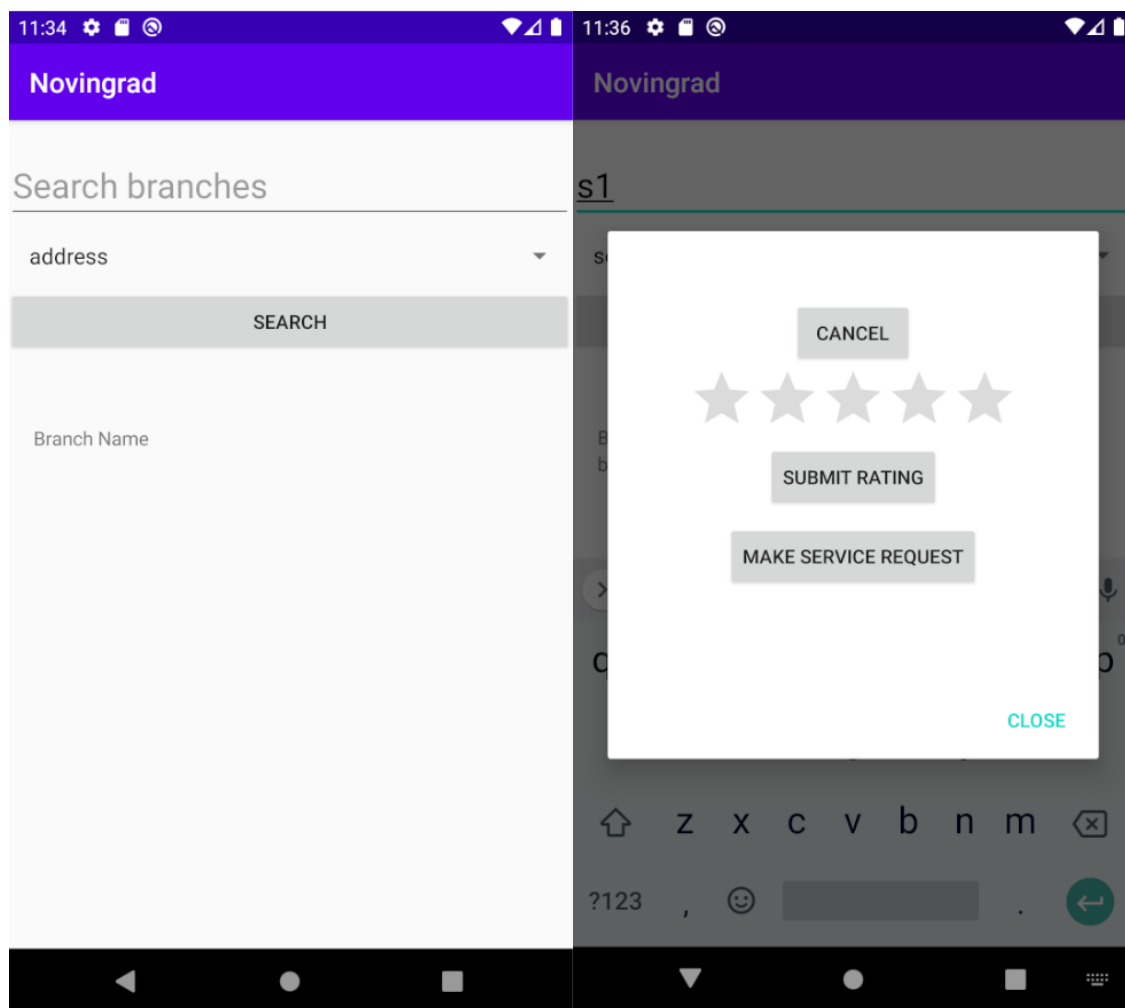 11:34
Novingrad
Search branches
address
SEARCH
Branch Name
11:36
Novingrad
s1
s
CANCEL
B
b
SUBMIT RATING
MAKE SERVICE REQUEST
q
0
p
CLOSE
z x c v b n m
?123 , .